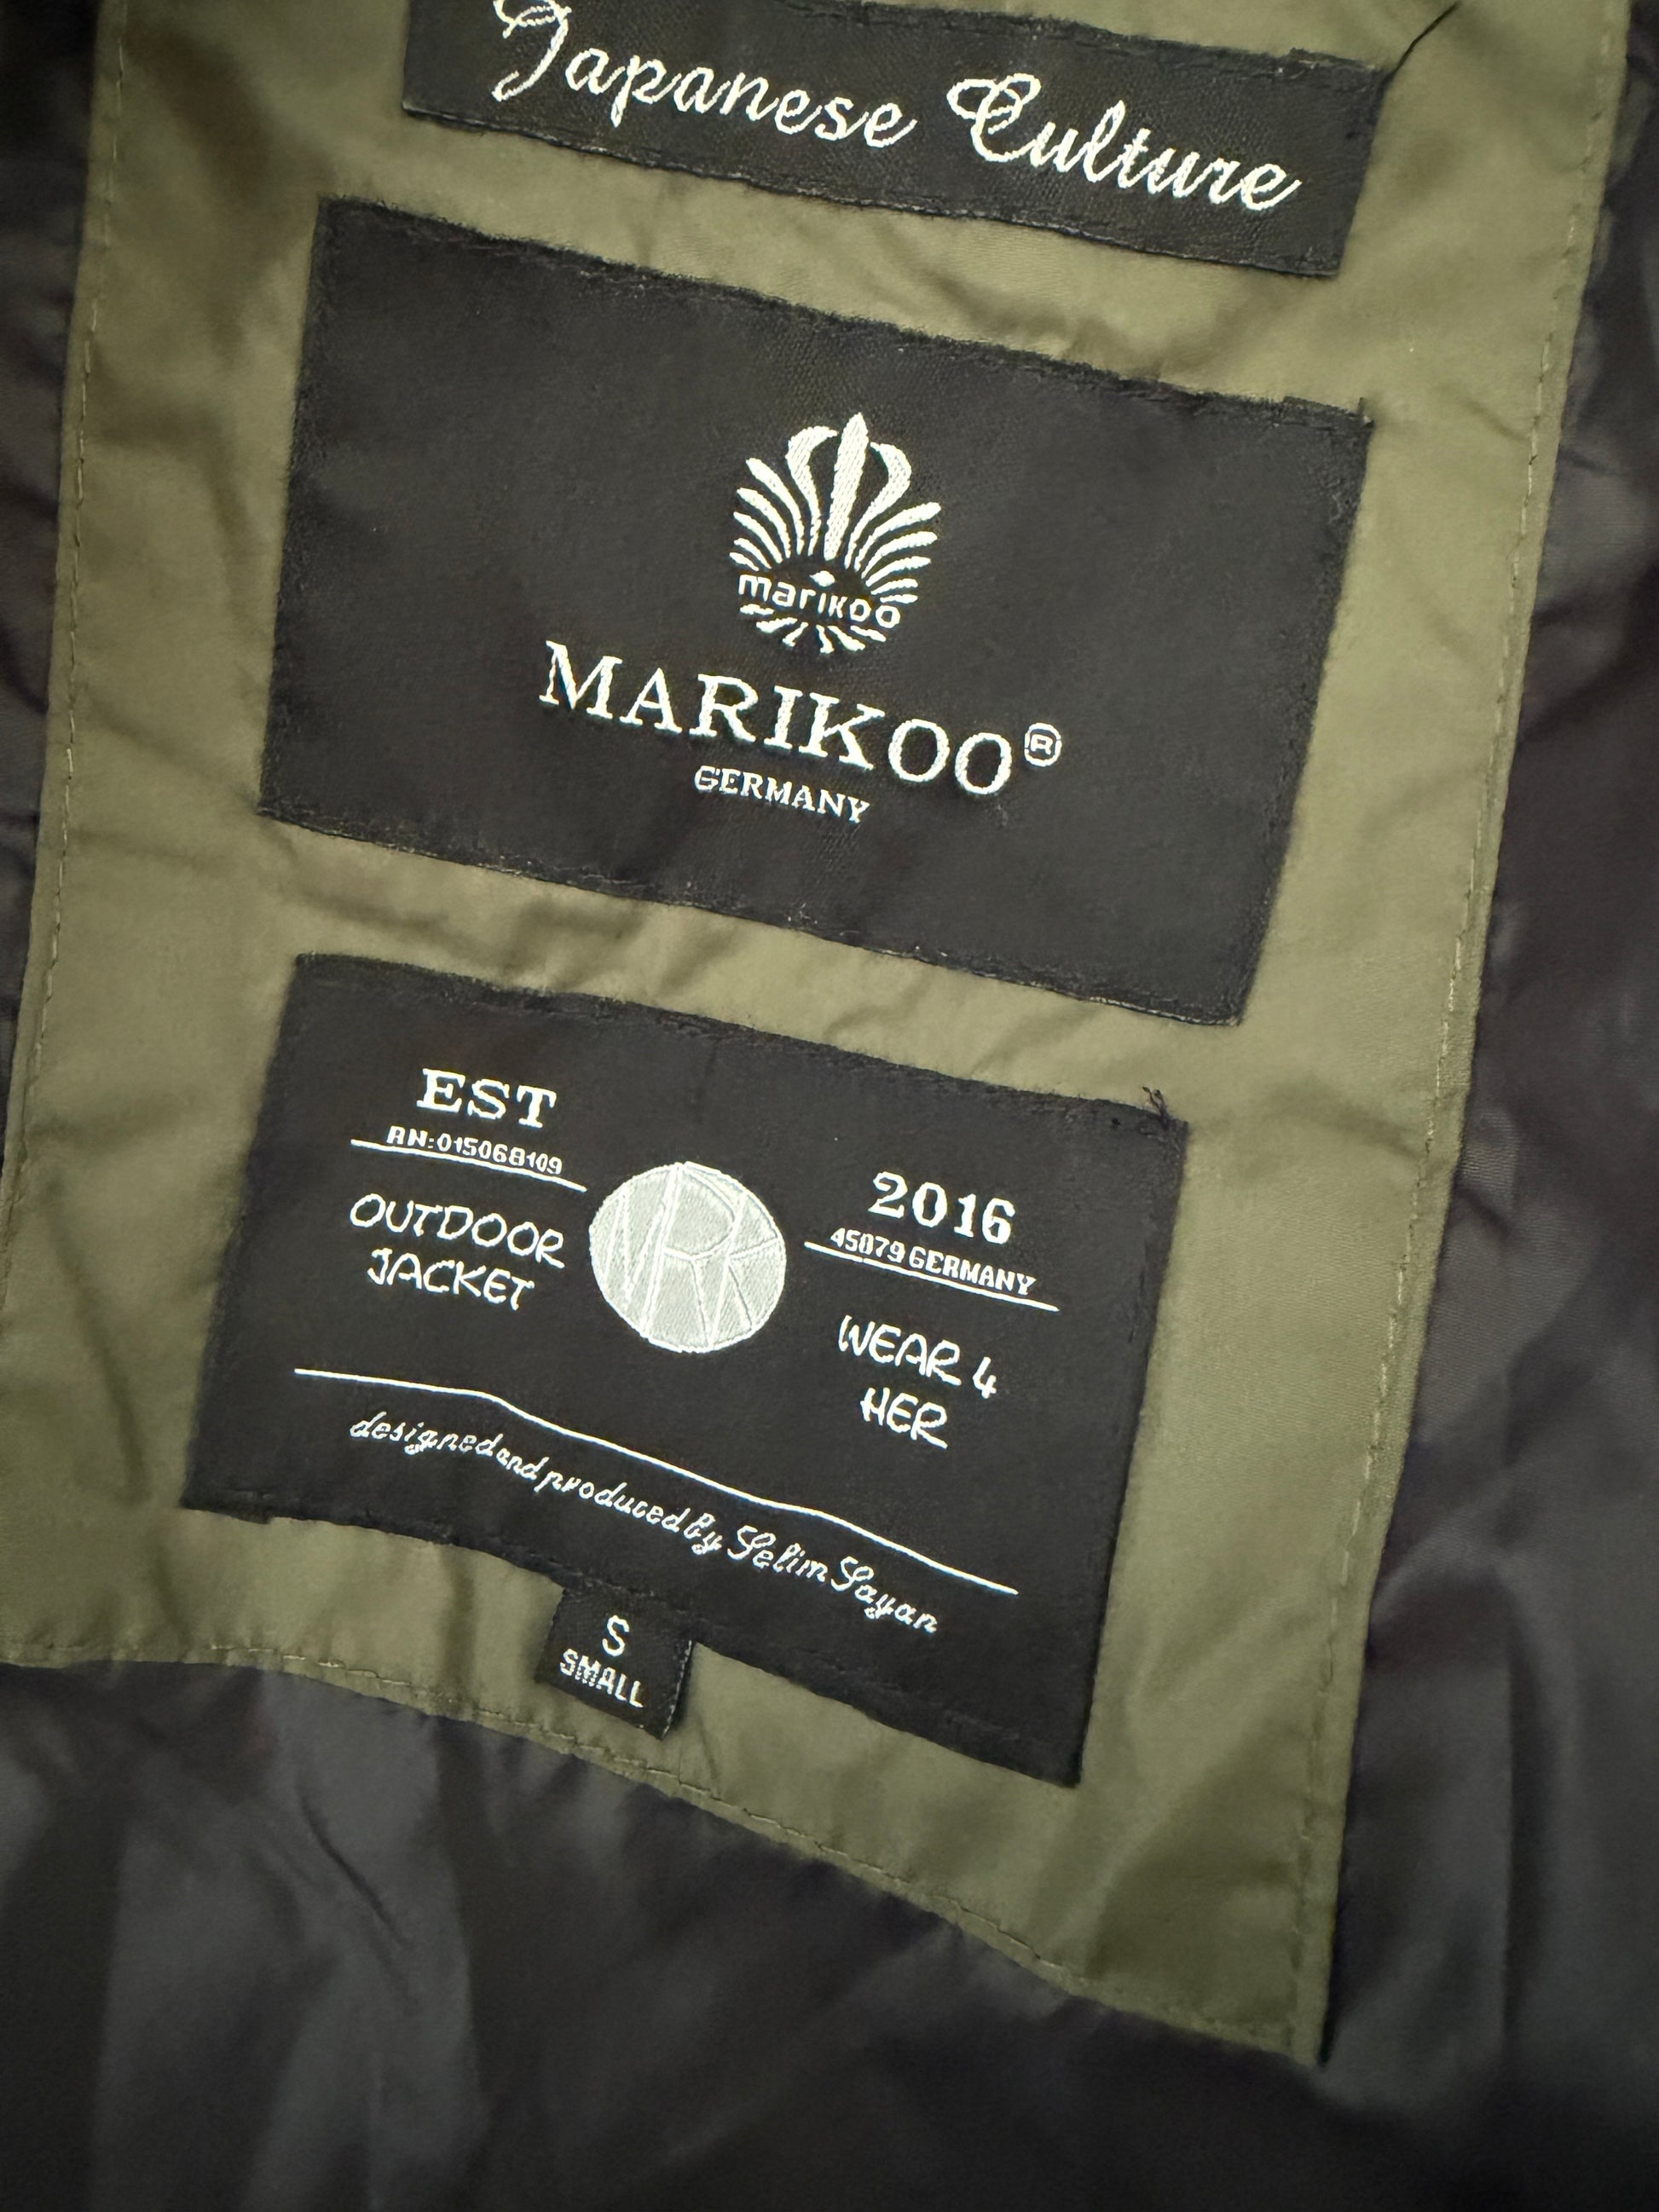 Japanese Culture
marikoo
MARIKOO®
GERMANY
EST
RN:015068109
OUTDOOR
JACKET
MRK
2016
45079 GERMANY
WEAR 4
HER
designed and produced by Selim Sayan
S
SMALL